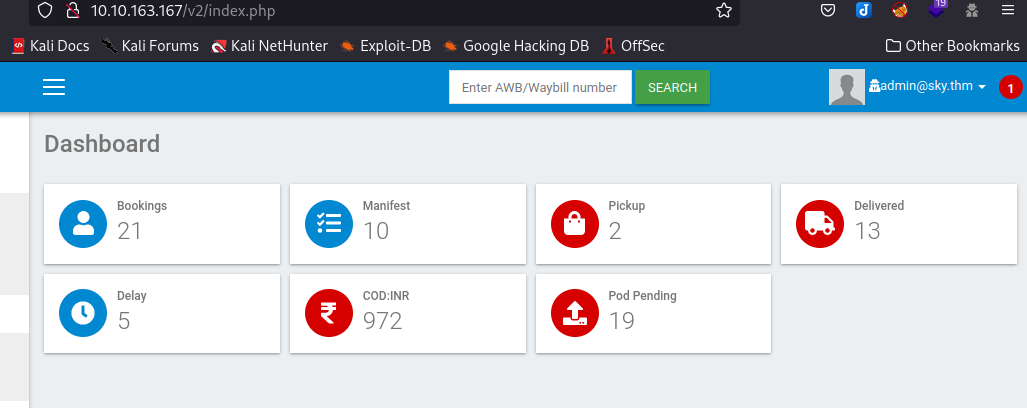 10.10.163.167/v2/index.php
19
Kali Docs Kali Forums Kali NetHunter Exploit-DB Google Hacking DB OffSec Other Bookmarks
Enter AWB/Waybill number SEARCH admin@sky.thm 1
Dashboard
Bookings Manifest Pickup Delivered
21 10 2 13
Delay COD:INR Pod Pending
5 972 19